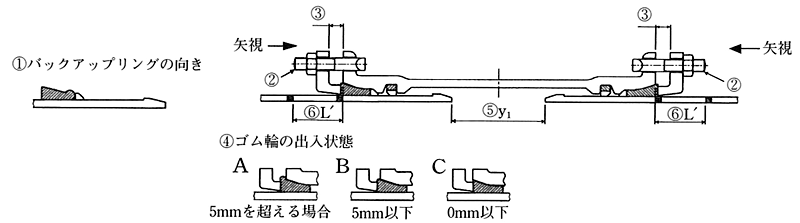 ③
③
矢視
矢視
①バックアップリングの向き
②
②
⑥L´
⑤y₁
⑥L´
④ゴム輪の出入状態
A B C
5mmを超える場合 5mm以下 0mm以下